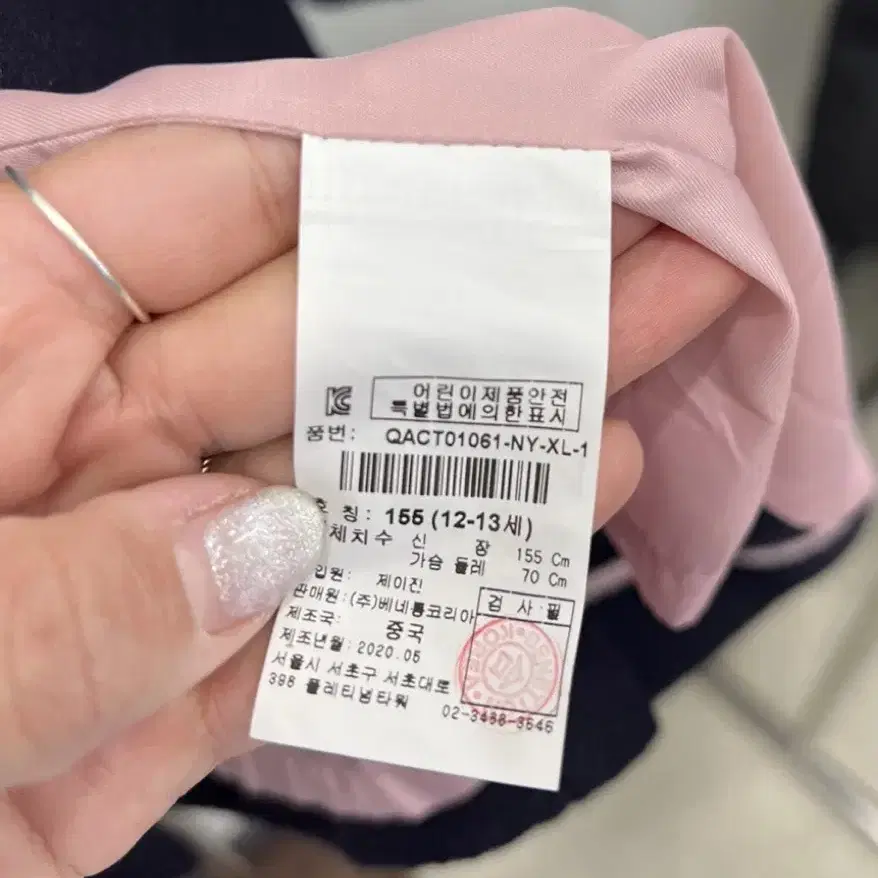 어린이제품안전
특별법에의한표시
품번: QACT01061-NY-XL-1
칭: 155 (12-13세)
체치수 신 장 155 Cm
가슴 둘레 70 Cm
입원: 제이진
판매원:(주)베네통코리아
검 사:필
제조국: 중국
제조년월: 2020.05
서울시 서초구 서초대로
398 플래티넘타워